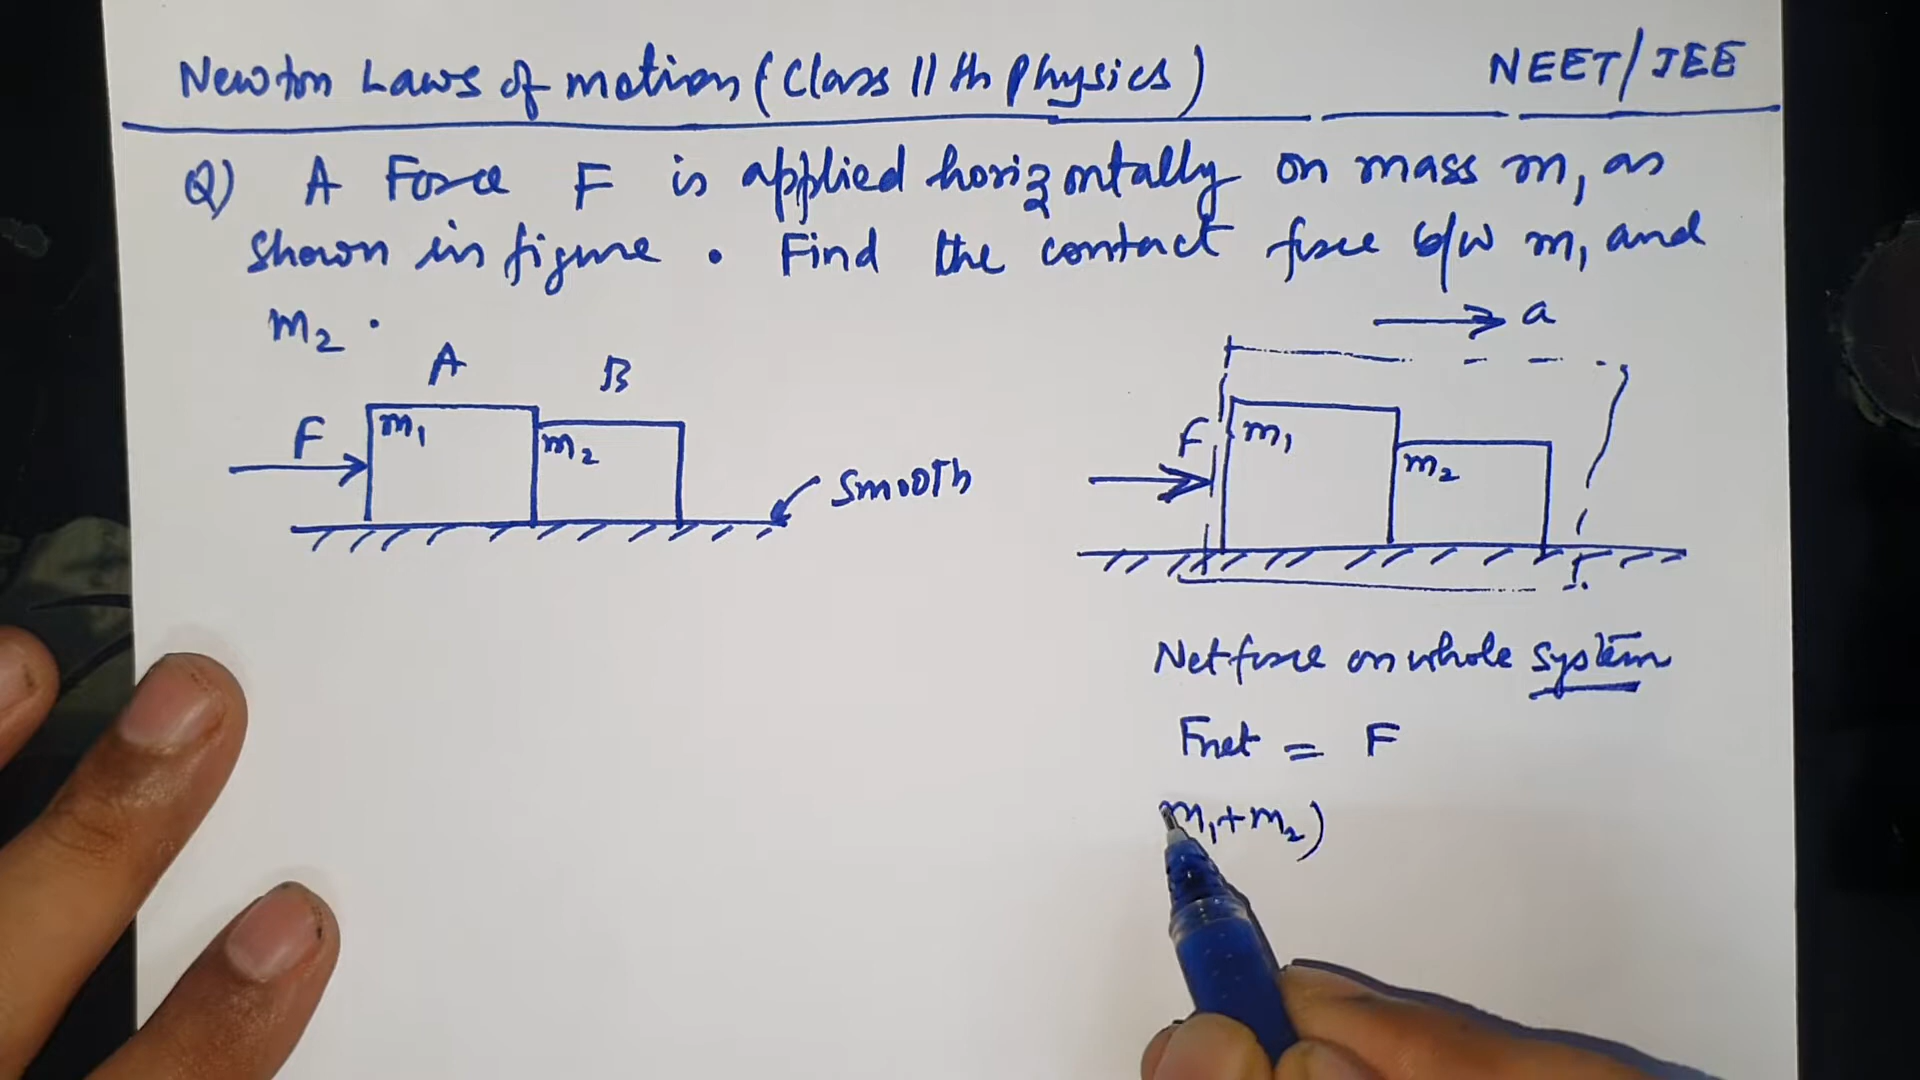 Newton Laws of motion (Class 11th Physics)
NEET/JEE
Q) A Force F is applied horizontally on mass m₁ as
shown in figure. Find the contact force b/w m₁ and
m₂.
A
B
F
m₁
m₂
Smooth
a
F
m₁
m₂
Net force on whole system
Fnet = F
m₁+m₂)